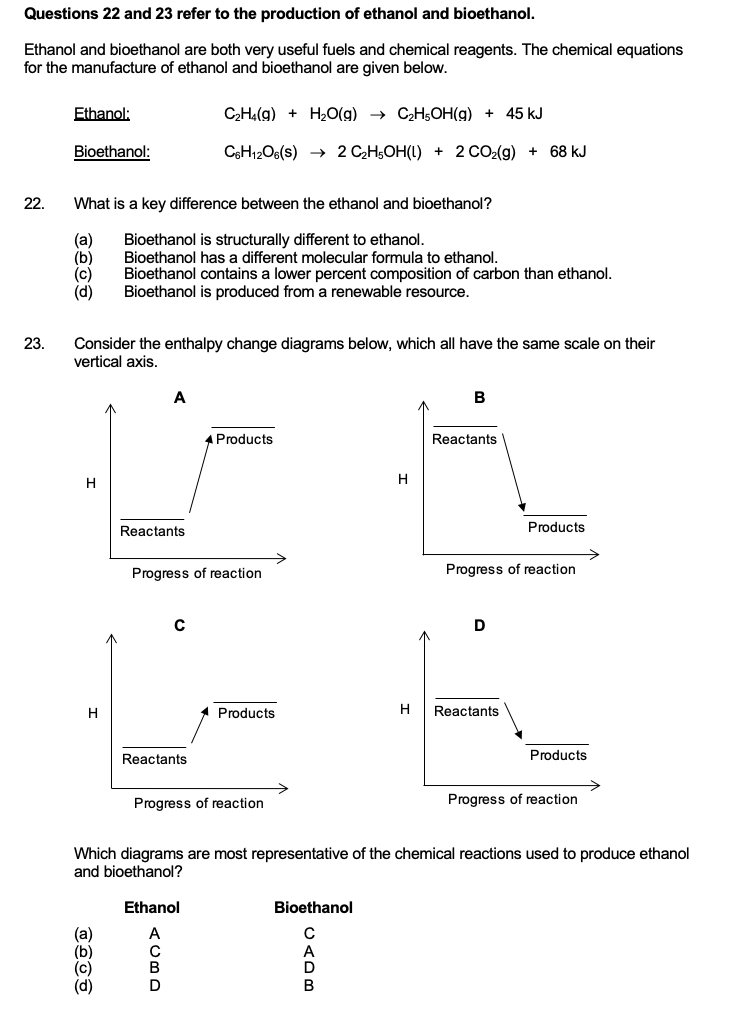 Questions 22 and 23 refer to the production of ethanol and bioethanol.
Ethanol and bioethanol are both very useful fuels and chemical reagents. The chemical equations
for the manufacture of ethanol and bioethanol are given below.
Ethanol: C₂H₄(g) + H₂O(g) → C₂H₅OH(g) + 45 kJ
Bioethanol: C₆H₁₂O₆(s) → 2 C₂H₅OH(l) + 2 CO₂(g) + 68 kJ
22. What is a key difference between the ethanol and bioethanol?
(a) Bioethanol is structurally different to ethanol.
(b) Bioethanol has a different molecular formula to ethanol.
(c) Bioethanol contains a lower percent composition of carbon than ethanol.
(d) Bioethanol is produced from a renewable resource.
23. Consider the enthalpy change diagrams below, which all have the same scale on their
vertical axis.
A
Products
H
Reactants
Progress of reaction
B
Reactants
H
Products
Progress of reaction
C
H
Products
Reactants
Progress of reaction
D
H
Reactants
Products
Progress of reaction
Which diagrams are most representative of the chemical reactions used to produce ethanol
and bioethanol?
Ethanol Bioethanol
(a) A C
(b) C A
(c) B D
(d) D B